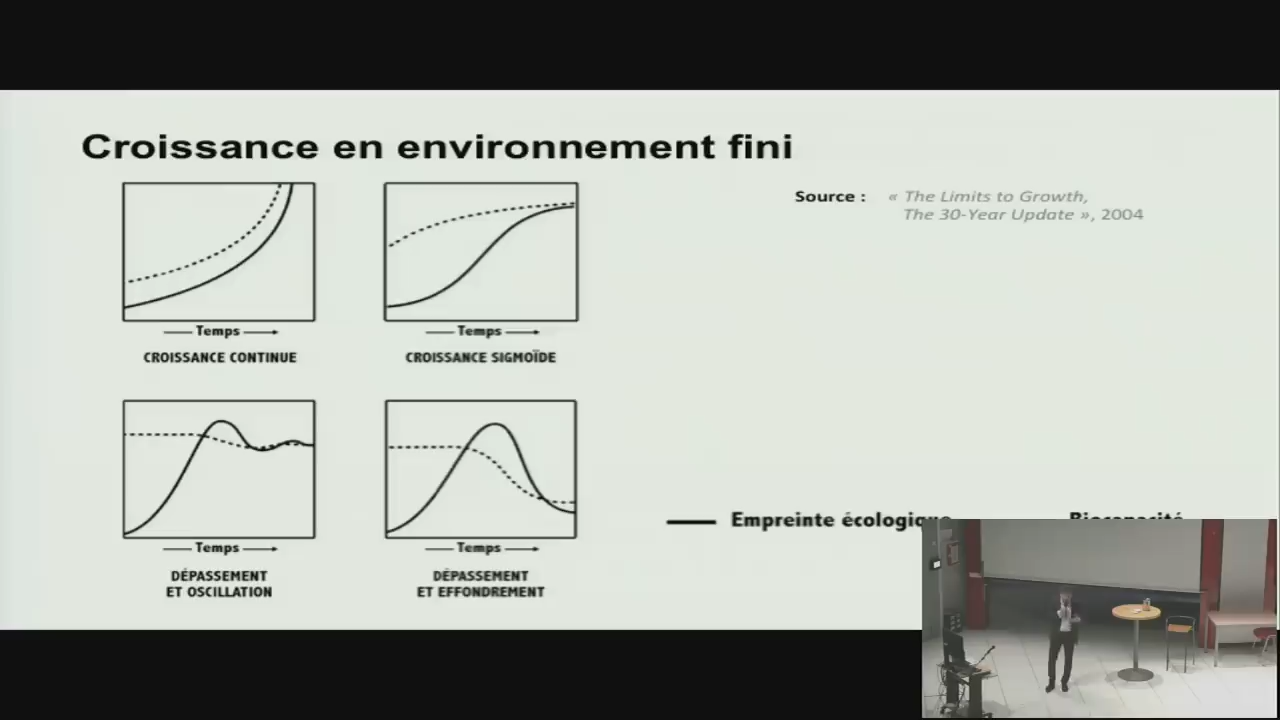 Croissance en environnement fini
Source : « The Limits to Growth,
The 30-Year Update », 2004
Temps
CROISSANCE CONTINUE
Temps
CROISSANCE SIGMOÏDE
Temps
DÉPASSEMENT
ET OSCILLATION
Temps
DÉPASSEMENT
ET EFFONDREMENT
Empreinte écologique
Biocapacité